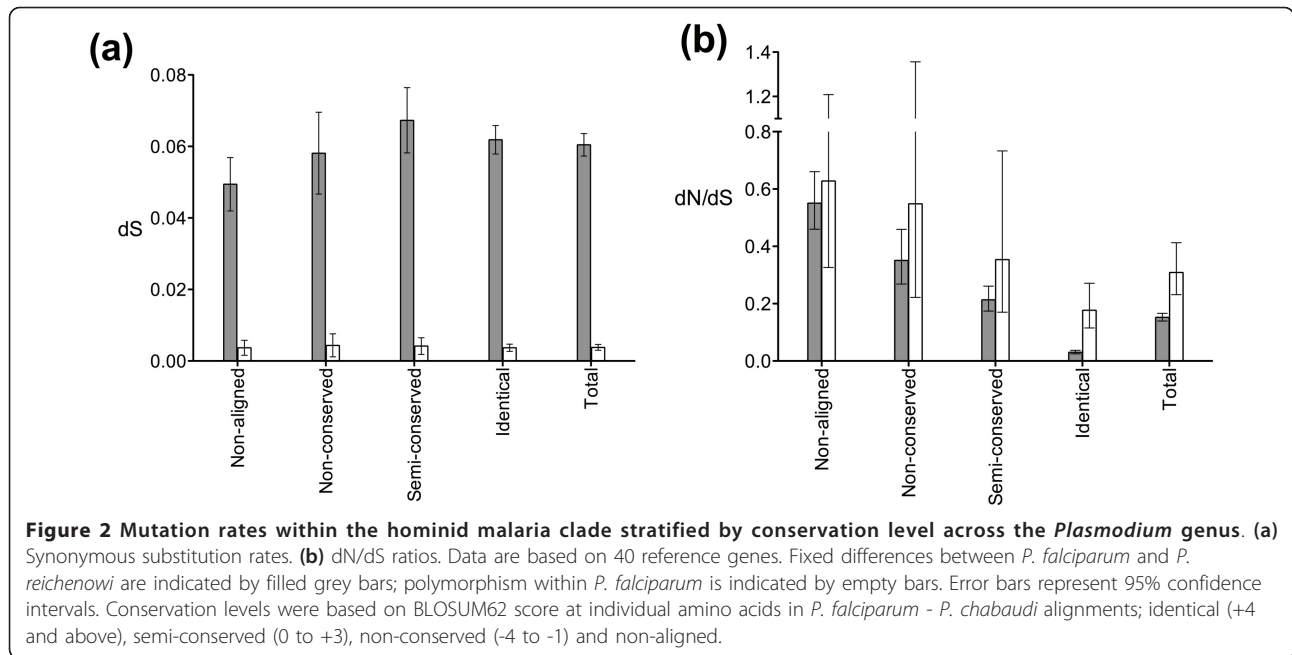 (a)
0.08
0.06
dS
0.04
0.02
0.00
Non-aligned
Non-conserved
Semi-conserved
Identical
Total
(b)
1.4
1.2
0.8
0.6
dN/dS
0.4
0.2
0.0
Non-aligned
Non-conserved
Semi-conserved
Identical
Total
Figure 2 Mutation rates within the hominid malaria clade stratified by conservation level across the Plasmodium genus. (a)
Synonymous substitution rates. (b) dN/dS ratios. Data are based on 40 reference genes. Fixed differences between P. falciparum and P.
reichenowi are indicated by filled grey bars; polymorphism within P. falciparum is indicated by empty bars. Error bars represent 95% confidence
intervals. Conservation levels were based on BLOSUM62 score at individual amino acids in P. falciparum - P. chabaudi alignments; identical (+4
and above), semi-conserved (0 to +3), non-conserved (-4 to -1) and non-aligned.